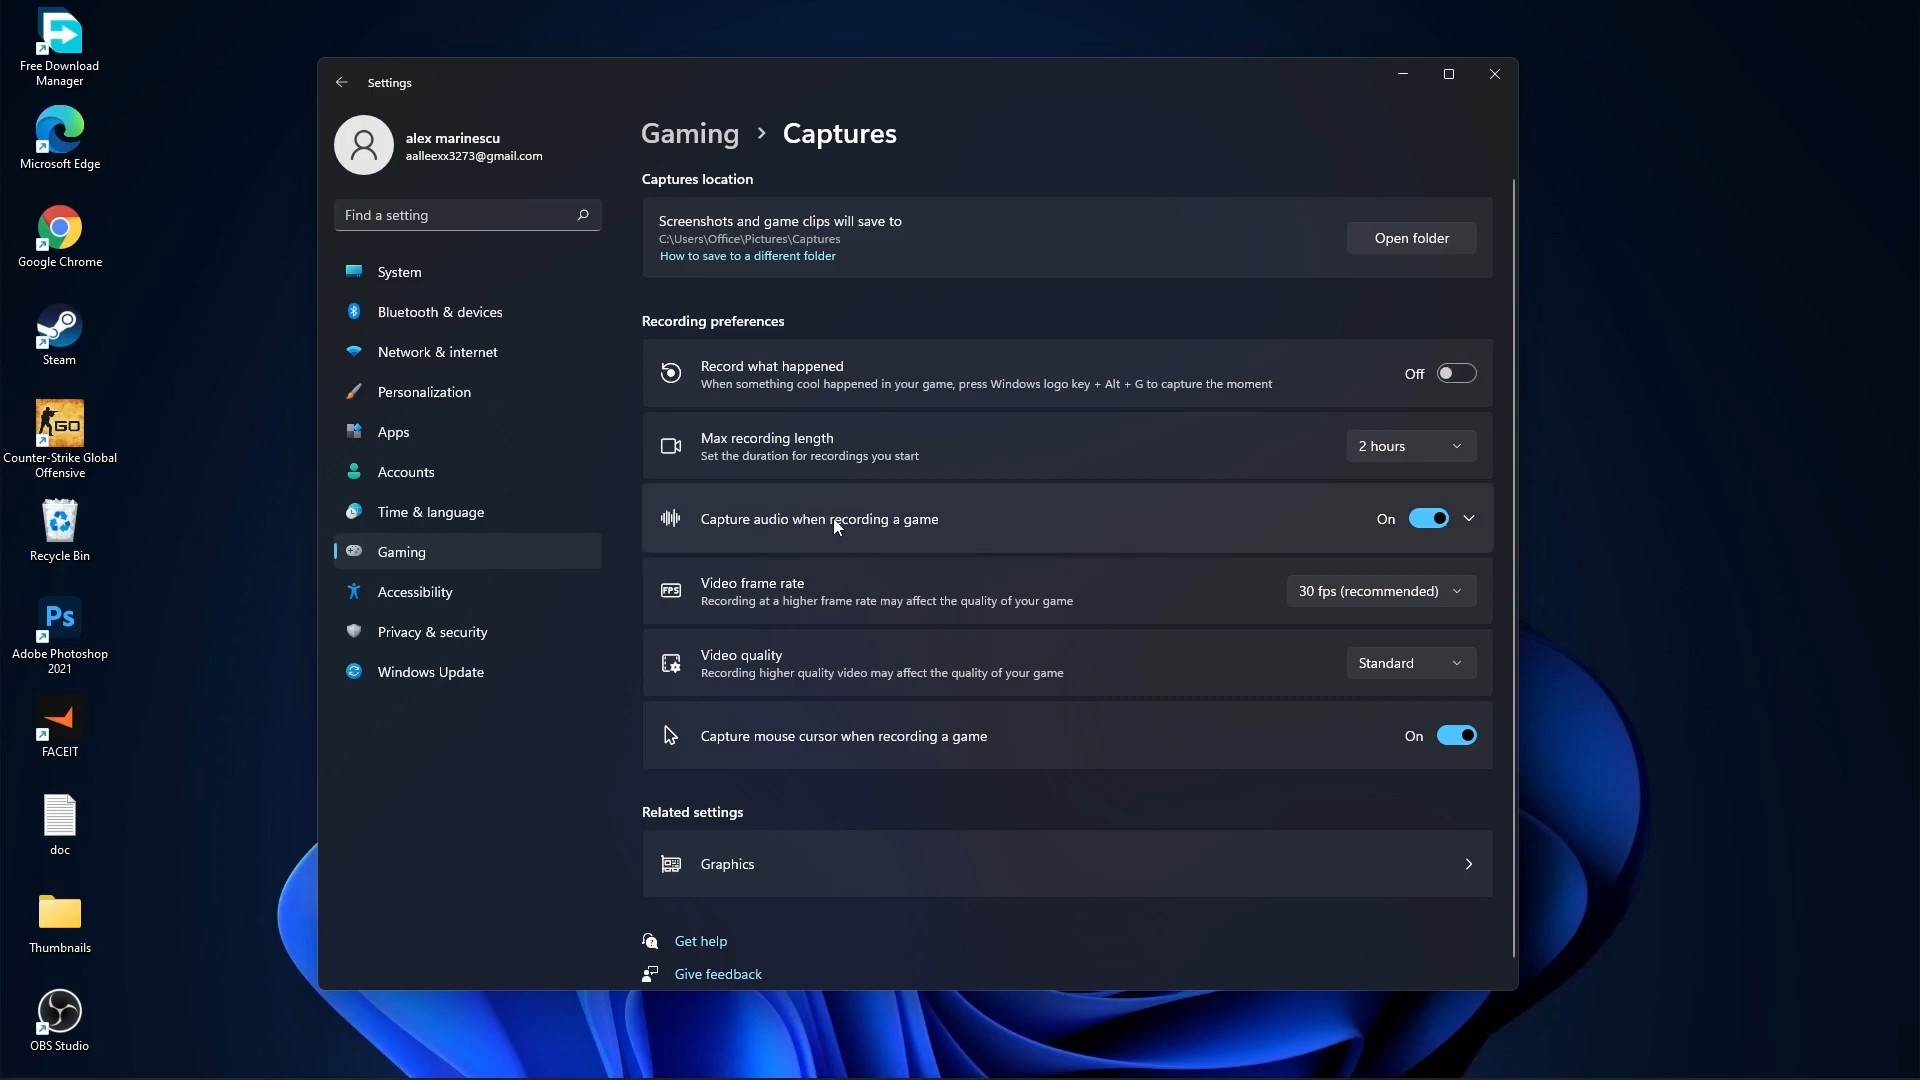 Free Download
Manager
Microsoft Edge
Google Chrome
Steam
GO
Counter-Strike Global
Offensive
Recycle Bin
Ps
Adobe Photoshop
2021
FACEIT
doc
Thumbnails
OBS Studio
Settings
alex marinescu
aalleexx3273@gmail.com
Find a setting
System
Bluetooth & devices
Network & internet
Personalization
Apps
Accounts
Time & language
Gaming
Accessibility
Privacy & security
Windows Update
Gaming › Captures
Captures location
Screenshots and game clips will save to
C:\Users\Office\Pictures\Captures
How to save to a different folder
Open folder
Recording preferences
Record what happened
When something cool happened in your game, press Windows logo key + Alt + G to capture the moment
Off
Max recording length
Set the duration for recordings you start
2 hours
Capture audio when recording a game
On
FPS
Video frame rate
Recording at a higher frame rate may affect the quality of your game
30 fps (recommended)
Video quality
Recording higher quality video may affect the quality of your game
Standard
Capture mouse cursor when recording a game
On
Related settings
Graphics
Get help
Give feedback